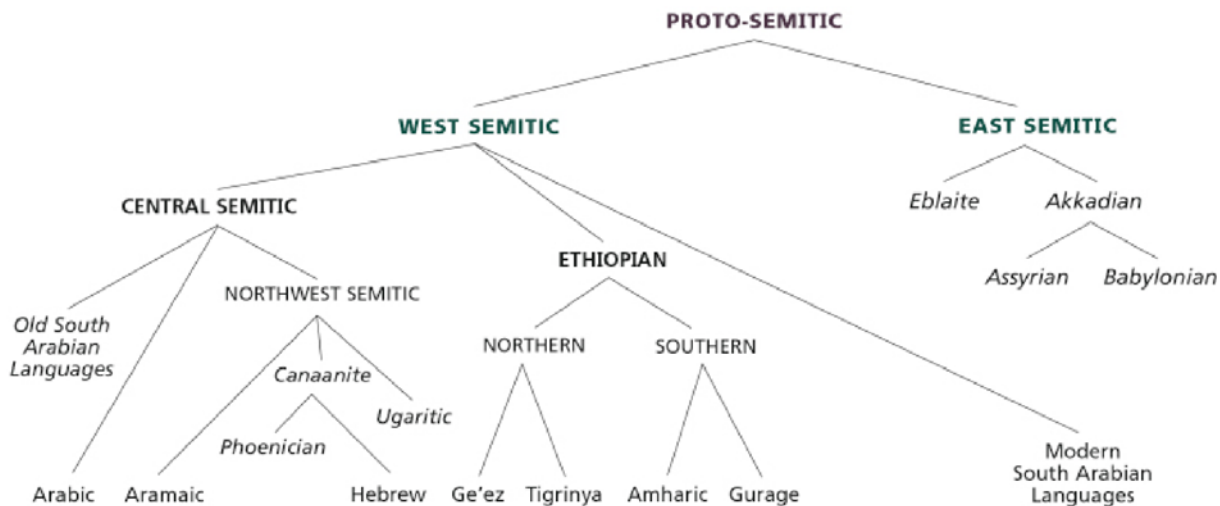 PROTO-SEMITIC
WEST SEMITIC
EAST SEMITIC
CENTRAL SEMITIC
Eblaite
Akkadian
ETHIOPIAN
Assyrian
Babylonian
NORTHWEST SEMITIC
Old South
Arabian
Languages
NORTHERN
SOUTHERN
Canaanite
Ugaritic
Phoenician
Modern
South Arabian
Languages
Arabic
Aramaic
Hebrew
Ge'ez
Tigrinya
Amharic
Gurage